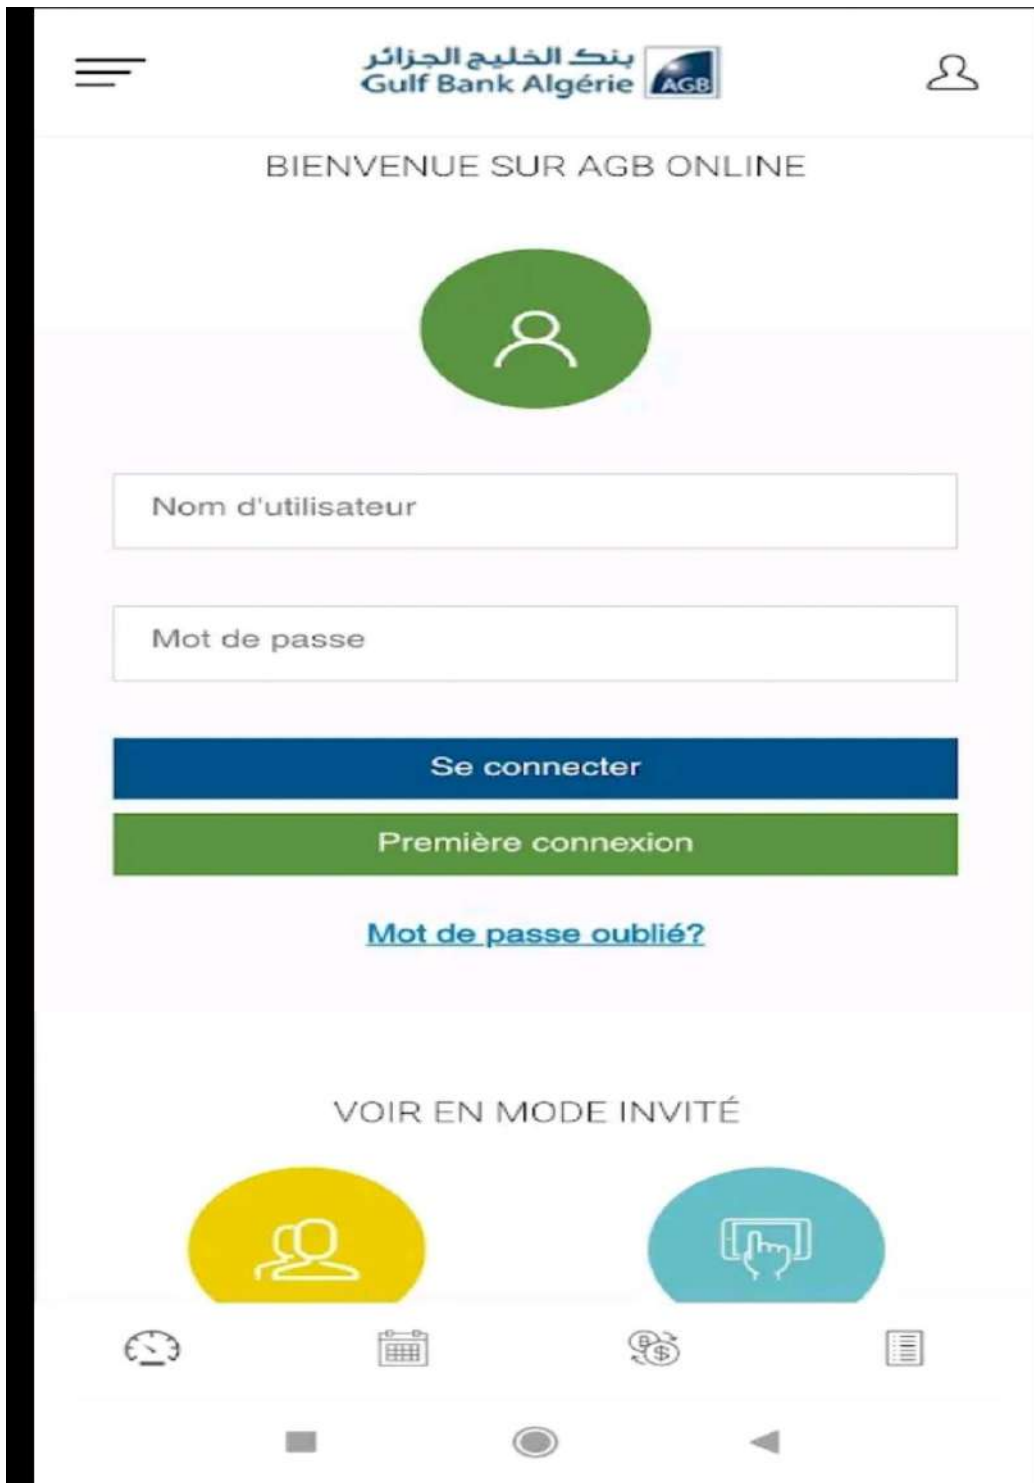 بنك الخليج الجزائر
Gulf Bank Algérie AGB
BIENVENUE SUR AGB ONLINE
Nom d'utilisateur
Mot de passe
Se connecter
Première connexion
Mot de passe oublié?
VOIR EN MODE INVITÉ